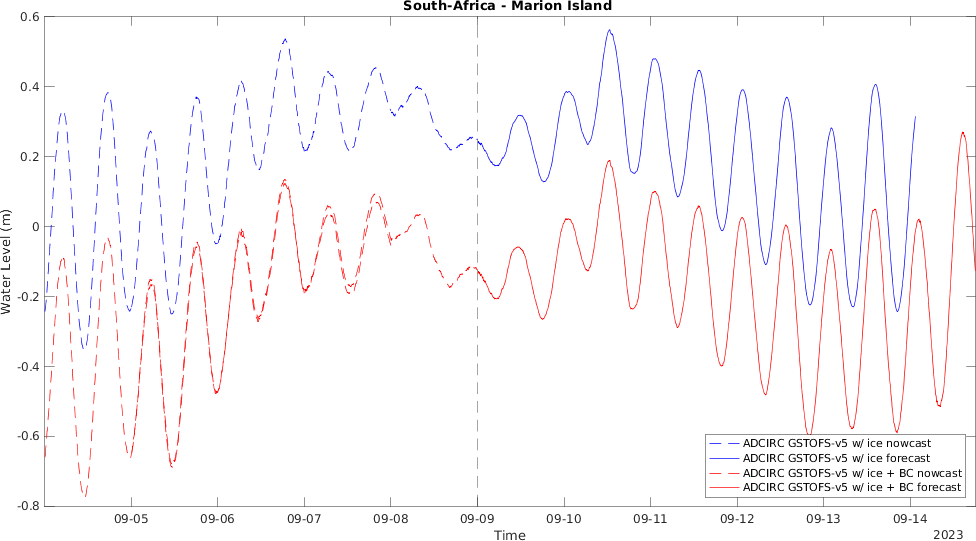 South-Africa - Marion Island
0.6
0.4
0.2
0
-0.2
-0.4
-0.6
-0.8
Water Level (m)
ADCIRC GSTOFS-v5 w/ ice nowcast
ADCIRC GSTOFS-v5 w/ ice forecast
ADCIRC GSTOFS-v5 w/ ice + BC nowcast
ADCIRC GSTOFS-v5 w/ ice + BC forecast
09-05 09-06 09-07 09-08 09-09 09-10 09-11 09-12 09-13 09-14
Time
2023